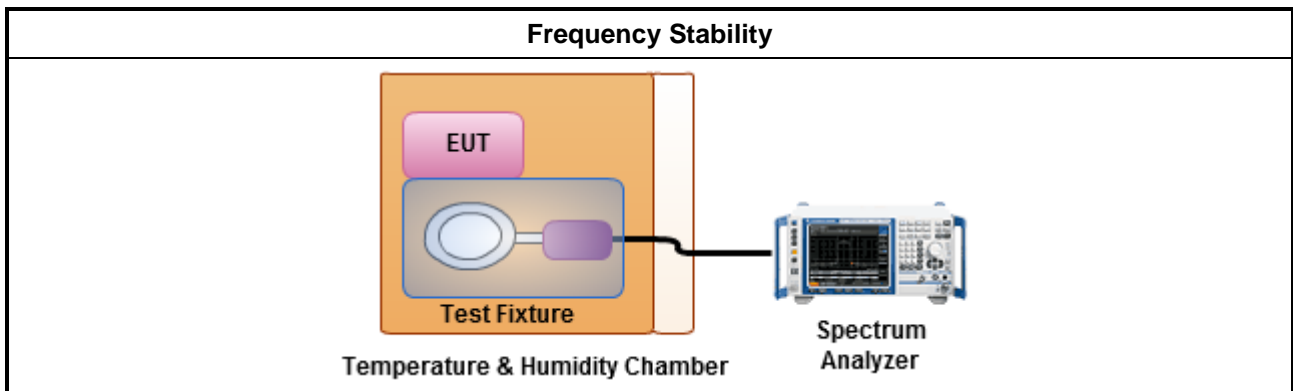 Frequency Stability
EUT
Test Fixture
Temperature & Humidity Chamber
Spectrum
Analyzer